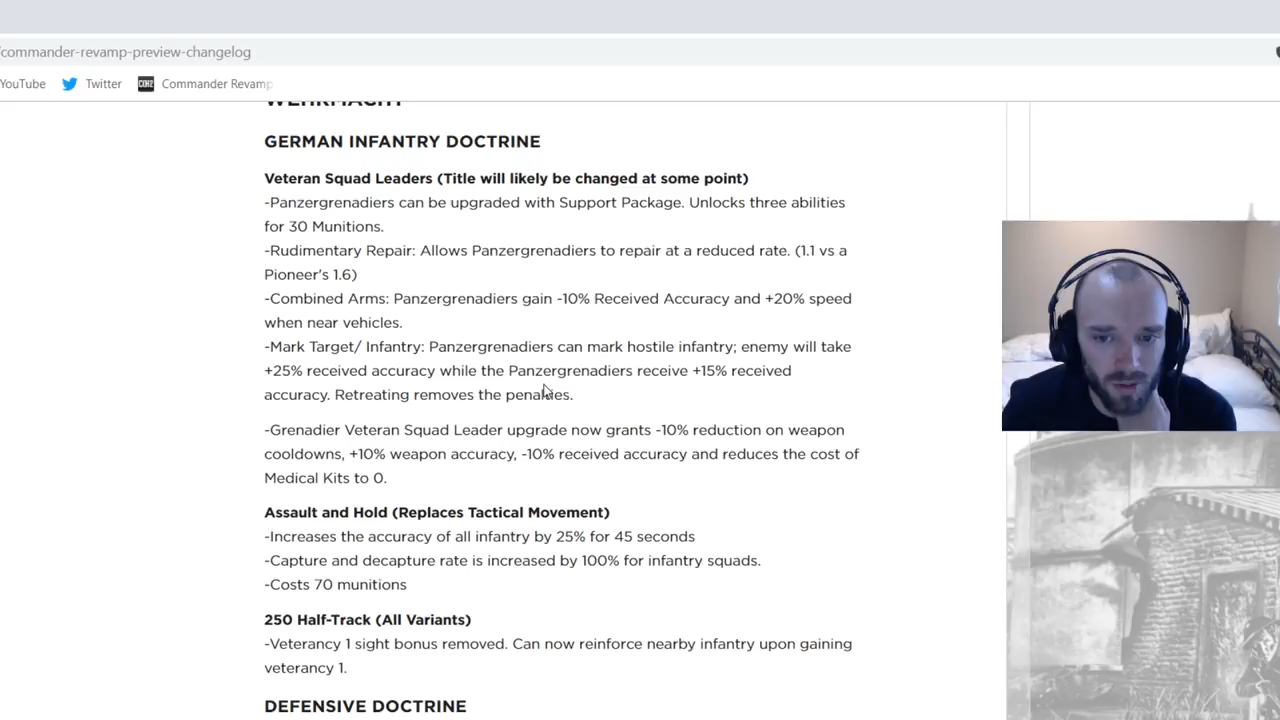 /commander-revamp-preview-changelog
YouTube Twitter CORE Commander Revamp
WEHRMACHT
GERMAN INFANTRY DOCTRINE
Veteran Squad Leaders (Title will likely be changed at some point)
-Panzergrenadiers can be upgraded with Support Package. Unlocks three abilities
for 30 Munitions.
-Rudimentary Repair: Allows Panzergrenadiers to repair at a reduced rate. (1.1 vs a
Pioneer's 1.6)
-Combined Arms: Panzergrenadiers gain -10% Received Accuracy and +20% speed
when near vehicles.
-Mark Target/ Infantry: Panzergrenadiers can mark hostile infantry; enemy will take
+25% received accuracy while the Panzergrenadiers receive +15% received
accuracy. Retreating removes the penalties.
-Grenadier Veteran Squad Leader upgrade now grants -10% reduction on weapon
cooldowns, +10% weapon accuracy, -10% received accuracy and reduces the cost of
Medical Kits to 0.
Assault and Hold (Replaces Tactical Movement)
-Increases the accuracy of all infantry by 25% for 45 seconds
-Capture and decapture rate is increased by 100% for infantry squads.
-Costs 70 munitions
250 Half-Track (All Variants)
-Veterancy 1 sight bonus removed. Can now reinforce nearby infantry upon gaining
veterancy 1.
DEFENSIVE DOCTRINE